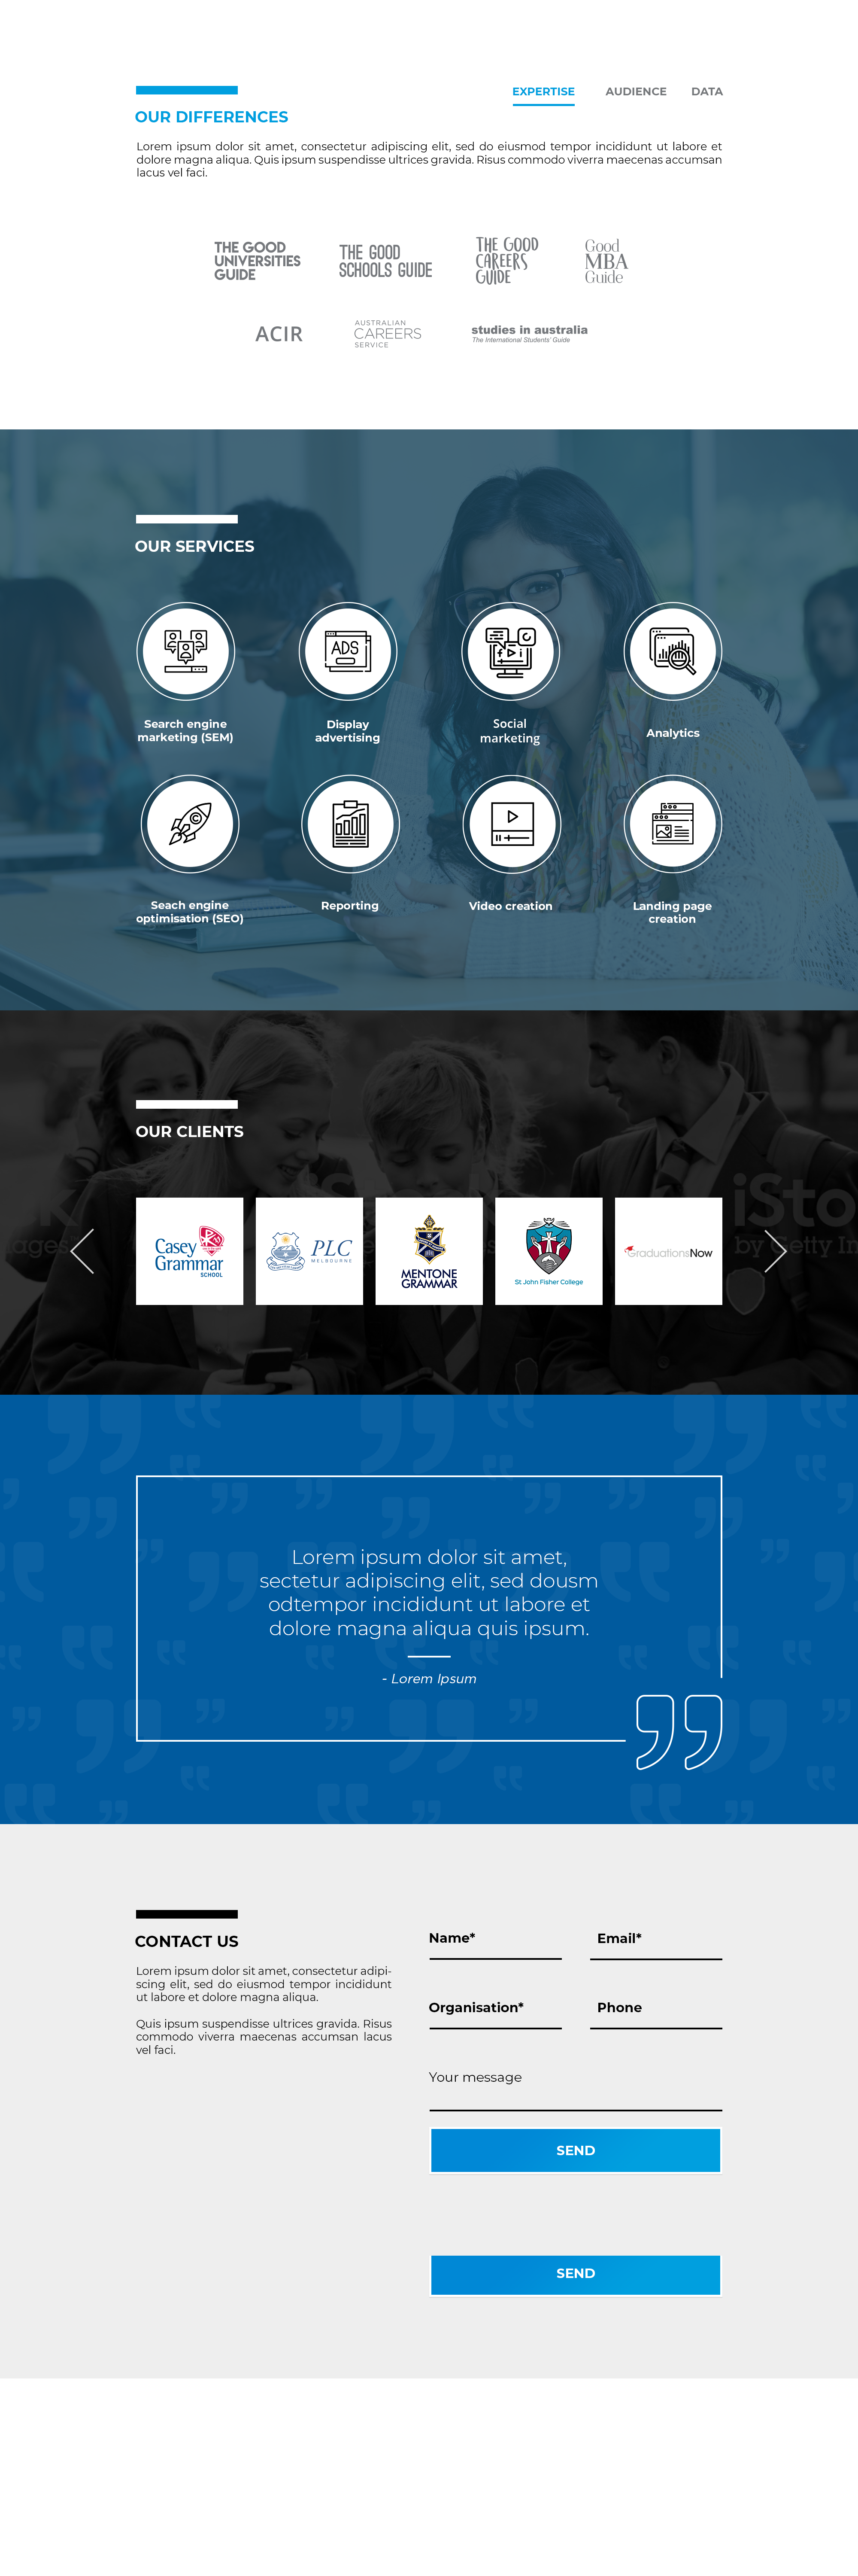 EXPERTISE AUDIENCE DATA
OUR DIFFERENCES
Lorem ipsum dolor sit amet, consectetur adipiscing elit, sed do eiusmod tempor incididunt ut labore et
dolore magna aliqua. Quis ipsum suspendisse ultrices gravida. Risus commodo viverra maecenas accumsan
lacus vel faci.
THE GOOD
UNIVERSITIES
GUIDE
THE GOOD
SCHOOLS GUIDE
THE GOOD
CAREERS
GUIDE
Good
MBA
Guide
ACIR
AUSTRALIAN
CAREERS
SERVICE
studies in australia
The International Students' Guide
OUR SERVICES
ADS
Search engine
marketing (SEM)
Display
advertising
Social
marketing
Analytics
Seach engine
optimisation (SEO)
Reporting
Video creation
Landing page
creation
OUR CLIENTS
iSto
by Getty Im
ages
Casey
Grammar
SCHOOL
PLC
MELBOURNE
MENTONE
GRAMMAR
St John Fisher College
GraduationsNow
Lorem ipsum dolor sit amet,
sectetur adipiscing elit, sed dousm
odtempor incididunt ut labore et
dolore magna aliqua quis ipsum.
- Lorem Ipsum
CONTACT US
Lorem ipsum dolor sit amet, consectetur adipi-
scing elit, sed do eiusmod tempor incididunt
ut labore et dolore magna aliqua.
Quis ipsum suspendisse ultrices gravida. Risus
commodo viverra maecenas accumsan lacus
vel faci.
Name*
Email*
Organisation*
Phone
Your message
SEND
SEND